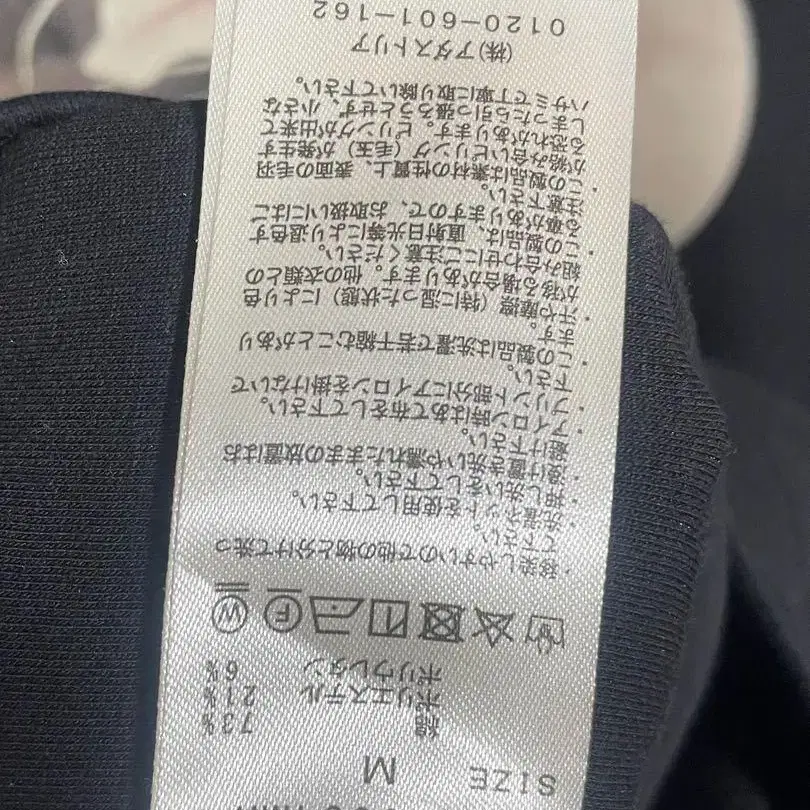 SIZE M
綿 73%
ポリエステル 21%
ポリウレタン 6%
F W
・移染しやすいので他の物と分けて洗っ
て下さい。
・洗濯ネットを使用して下さい。
・押し洗いをして下さい。
・浸け置き洗いや濡れたままの放置はお
避け下さい。
・アイロン時はあて布をして下さい。
・プリント部分にアイロンを掛けないで
下さい。
・この製品は洗濯で若干縮むことがあり
ます。
・汗や摩擦(特に湿った状態)により色
が移る場合があります。他の衣類との
組み合わせにご注意ください。
・この製品は、直射日光等により退色す
る事がありますので、お取扱いにはご
注意下さい。
・この製品は素材の性質上、表面の毛羽
が絡み合いピリング(毛玉)が発生す
る恐れがあります。ピリングが出来て
しまったら引っ張ろうとせず、小さな
ハサミで丁寧に取り除いて下さい。
(株)アダストリア
0120-601-162